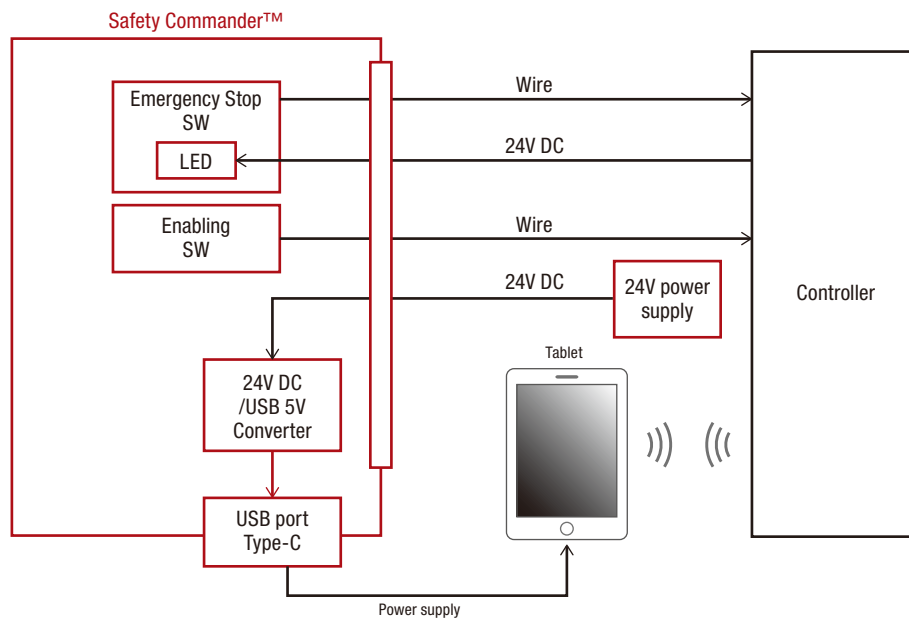 Safety Commander™
Emergency Stop
SW
LED
Wire
24V DC
Enabling
SW
Wire
24V DC
24V power
supply
Controller
Tablet
24V DC
/USB 5V
Converter
USB port
Type-C
Power supply